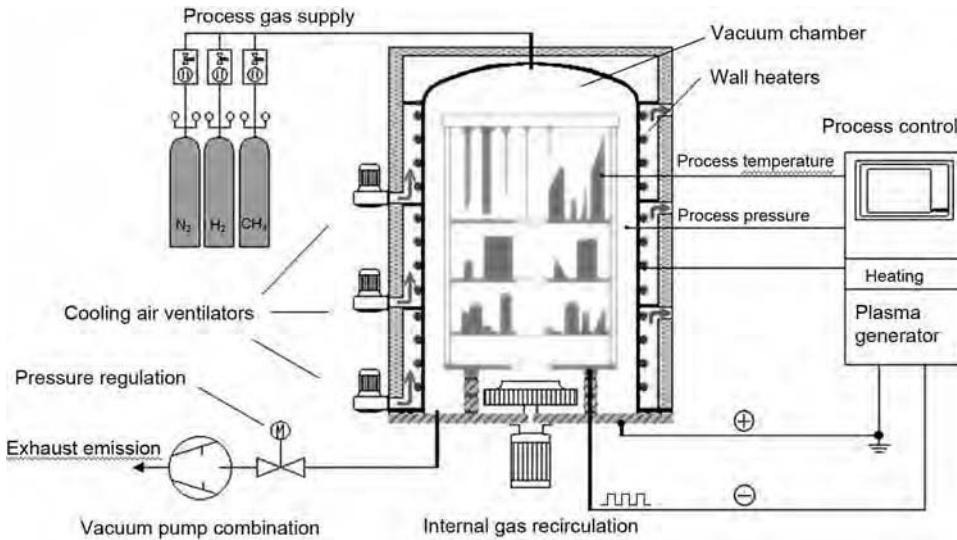 Process gas supply
Vacuum chamber
Wall heaters
Process control
Process temperature
Process pressure
N₂
H₂
CH₄
Heating
Cooling air ventilators
Plasma
generator
Pressure regulation
M
+
Exhaust emission
−
Vacuum pump combination
Internal gas recirculation